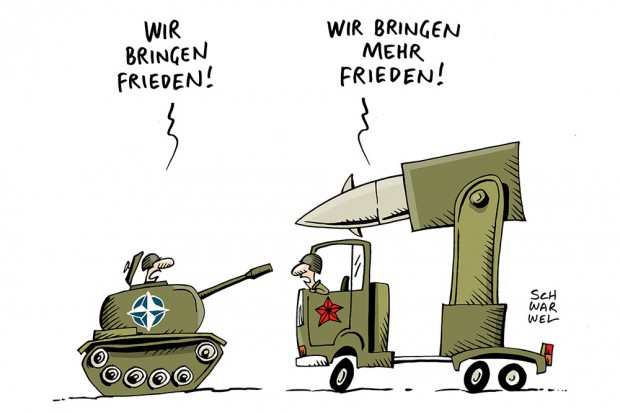 WIR
BRINGEN
FRIEDEN!
WIR BRINGEN
MEHR
FRIEDEN!
SCH
WAR
WEL